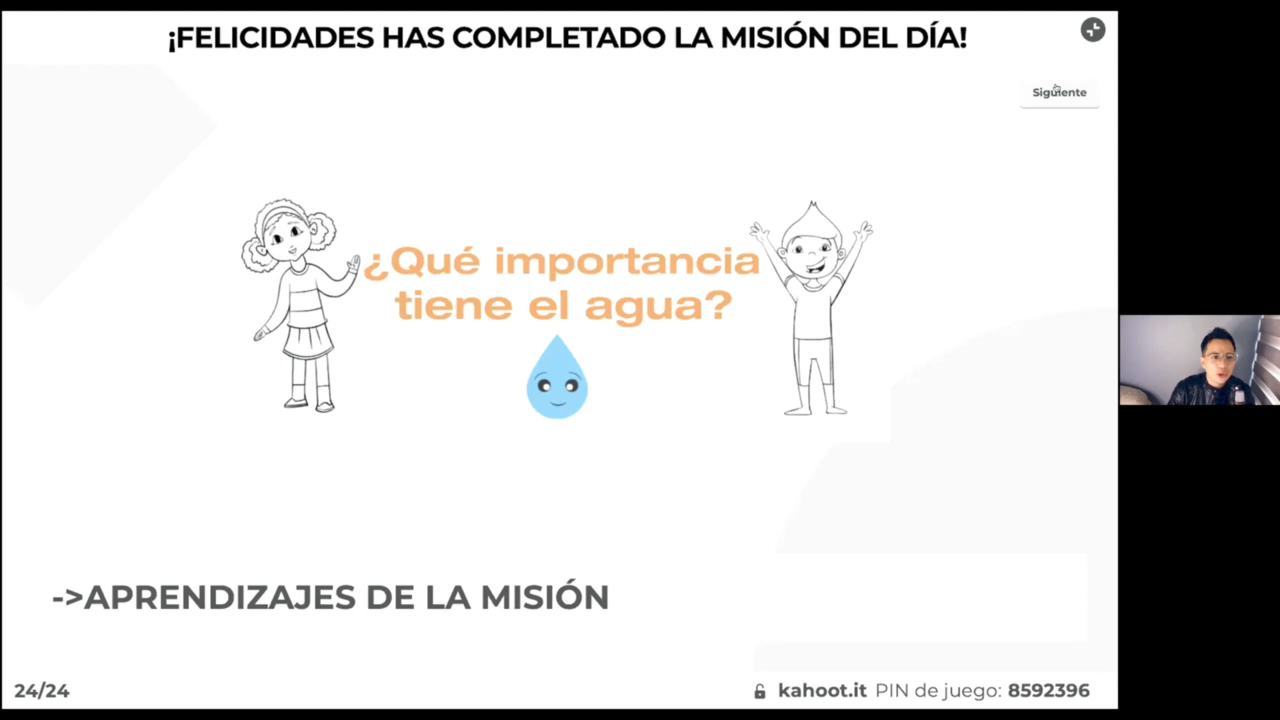 ¡FELICIDADES HAS COMPLETADO LA MISIÓN DEL DÍA!
Siguiente
¿Qué importancia
tiene el agua?
->APRENDIZAJES DE LA MISIÓN
24/24
kahoot.it PIN de juego: 8592396